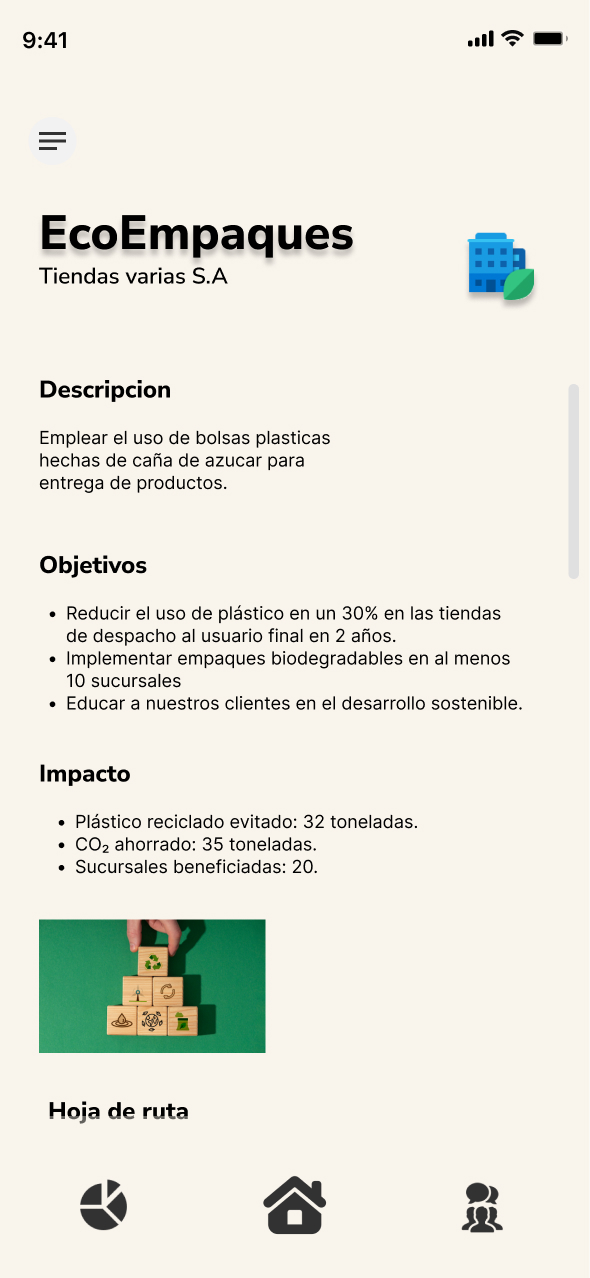 9:41
EcoEmpaques
Tiendas varias S.A
Descripcion
Emplear el uso de bolsas plasticas
hechas de caña de azucar para
entrega de productos.
Objetivos
• Reducir el uso de plástico en un 30% en las tiendas
de despacho al usuario final en 2 años.
• Implementar empaques biodegradables en al menos
10 sucursales
• Educar a nuestros clientes en el desarrollo sostenible.
Impacto
• Plástico reciclado evitado: 32 toneladas.
• CO₂ ahorrado: 35 toneladas.
• Sucursales beneficiadas: 20.
Hoja de ruta